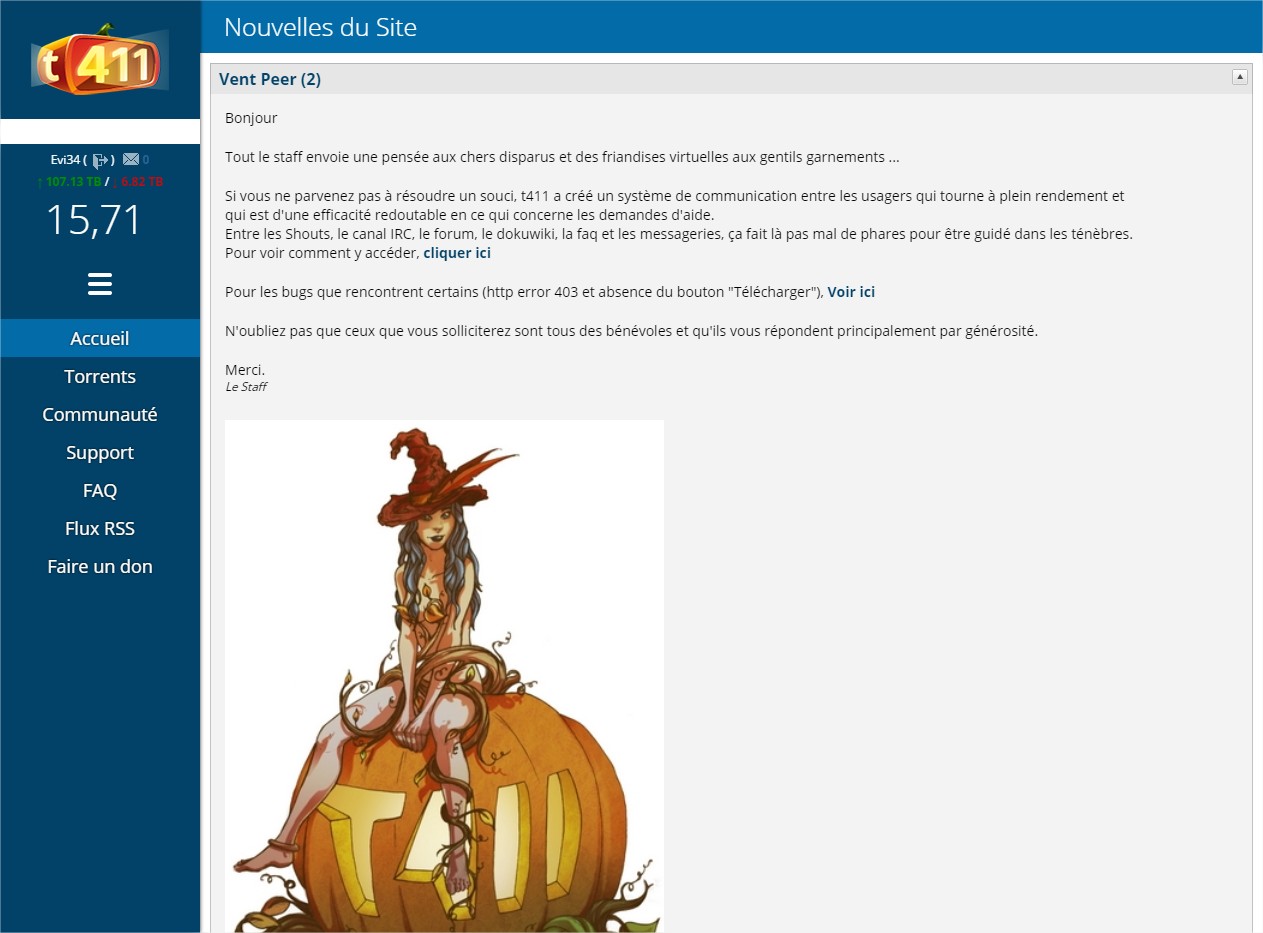 t411
Nouvelles du Site
Vent Peer (2)
Evi34 ( ) 0
↑ 107.13 TB / ↓ 6.82 TB
15,71
Accueil
Torrents
Communauté
Support
FAQ
Flux RSS
Faire un don
Bonjour
Tout le staff envoie une pensée aux chers disparus et des friandises virtuelles aux gentils garnements ...
Si vous ne parvenez pas à résoudre un souci, t411 a créé un système de communication entre les usagers qui tourne à plein rendement et
qui est d'une efficacité redoutable en ce qui concerne les demandes d'aide.
Entre les Shouts, le canal IRC, le forum, le dokuwiki, la faq et les messageries, ça fait là pas mal de phares pour être guidé dans les ténèbres.
Pour voir comment y accéder, cliquer ici
Pour les bugs que rencontrent certains (http error 403 et absence du bouton "Télécharger"), Voir ici
N'oubliez pas que ceux que vous solliciterez sont tous des bénévoles et qu'ils vous répondent principalement par générosité.
Merci.
Le Staff
T411